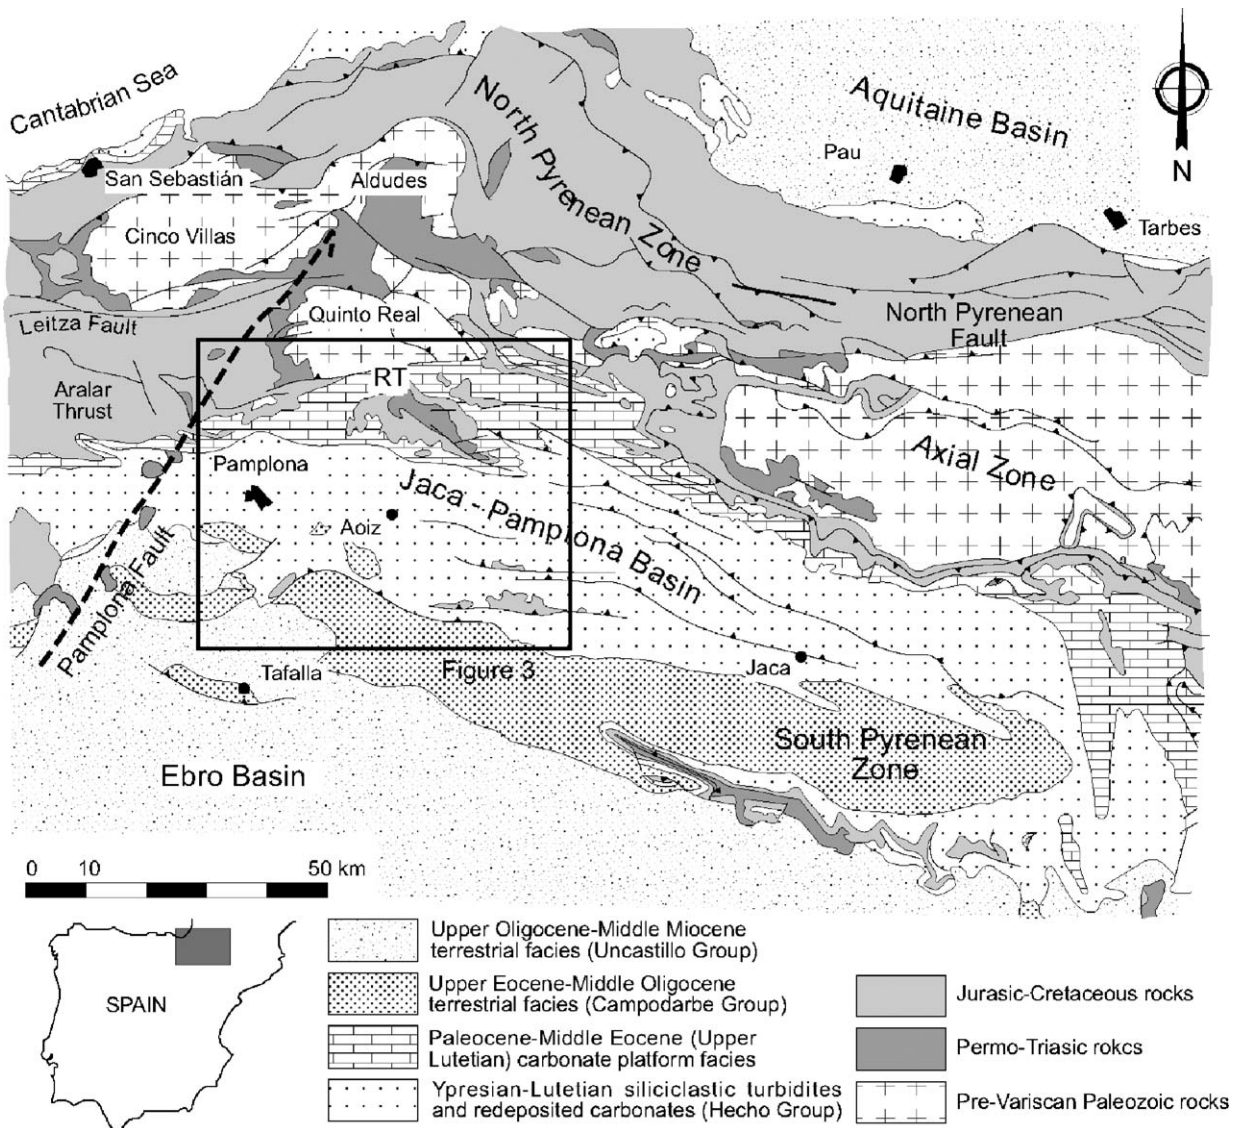 Cantabrian Sea
North Pyrenean Zone
Aquitaine Basin
N
Pau
Tarbes
San Sebastián
Aldudes
Cinco Villas
Quinto Real
Leitza Fault
North Pyrenean
Fault
Aralar
Thrust
RT
Axial Zone
Pamplona
Aoiz
Jaca - Pamplona Basin
Pamplona Fault
Figure 3
Jaca
Tafalla
South Pyrenean
Zone
Ebro Basin
0 10 50 km
SPAIN
Upper Oligocene-Middle Miocene
terrestrial facies (Uncastillo Group)
Upper Eocene-Middle Oligocene
terrestrial facies (Campodarbe Group)
Paleocene-Middle Eocene (Upper
Lutetian) carbonate platform facies
Ypresian-Lutetian siliciclastic turbidites
and redeposited carbonates (Hecho Group)
Jurasic-Cretaceous rocks
Permo-Triasic rokcs
Pre-Variscan Paleozoic rocks